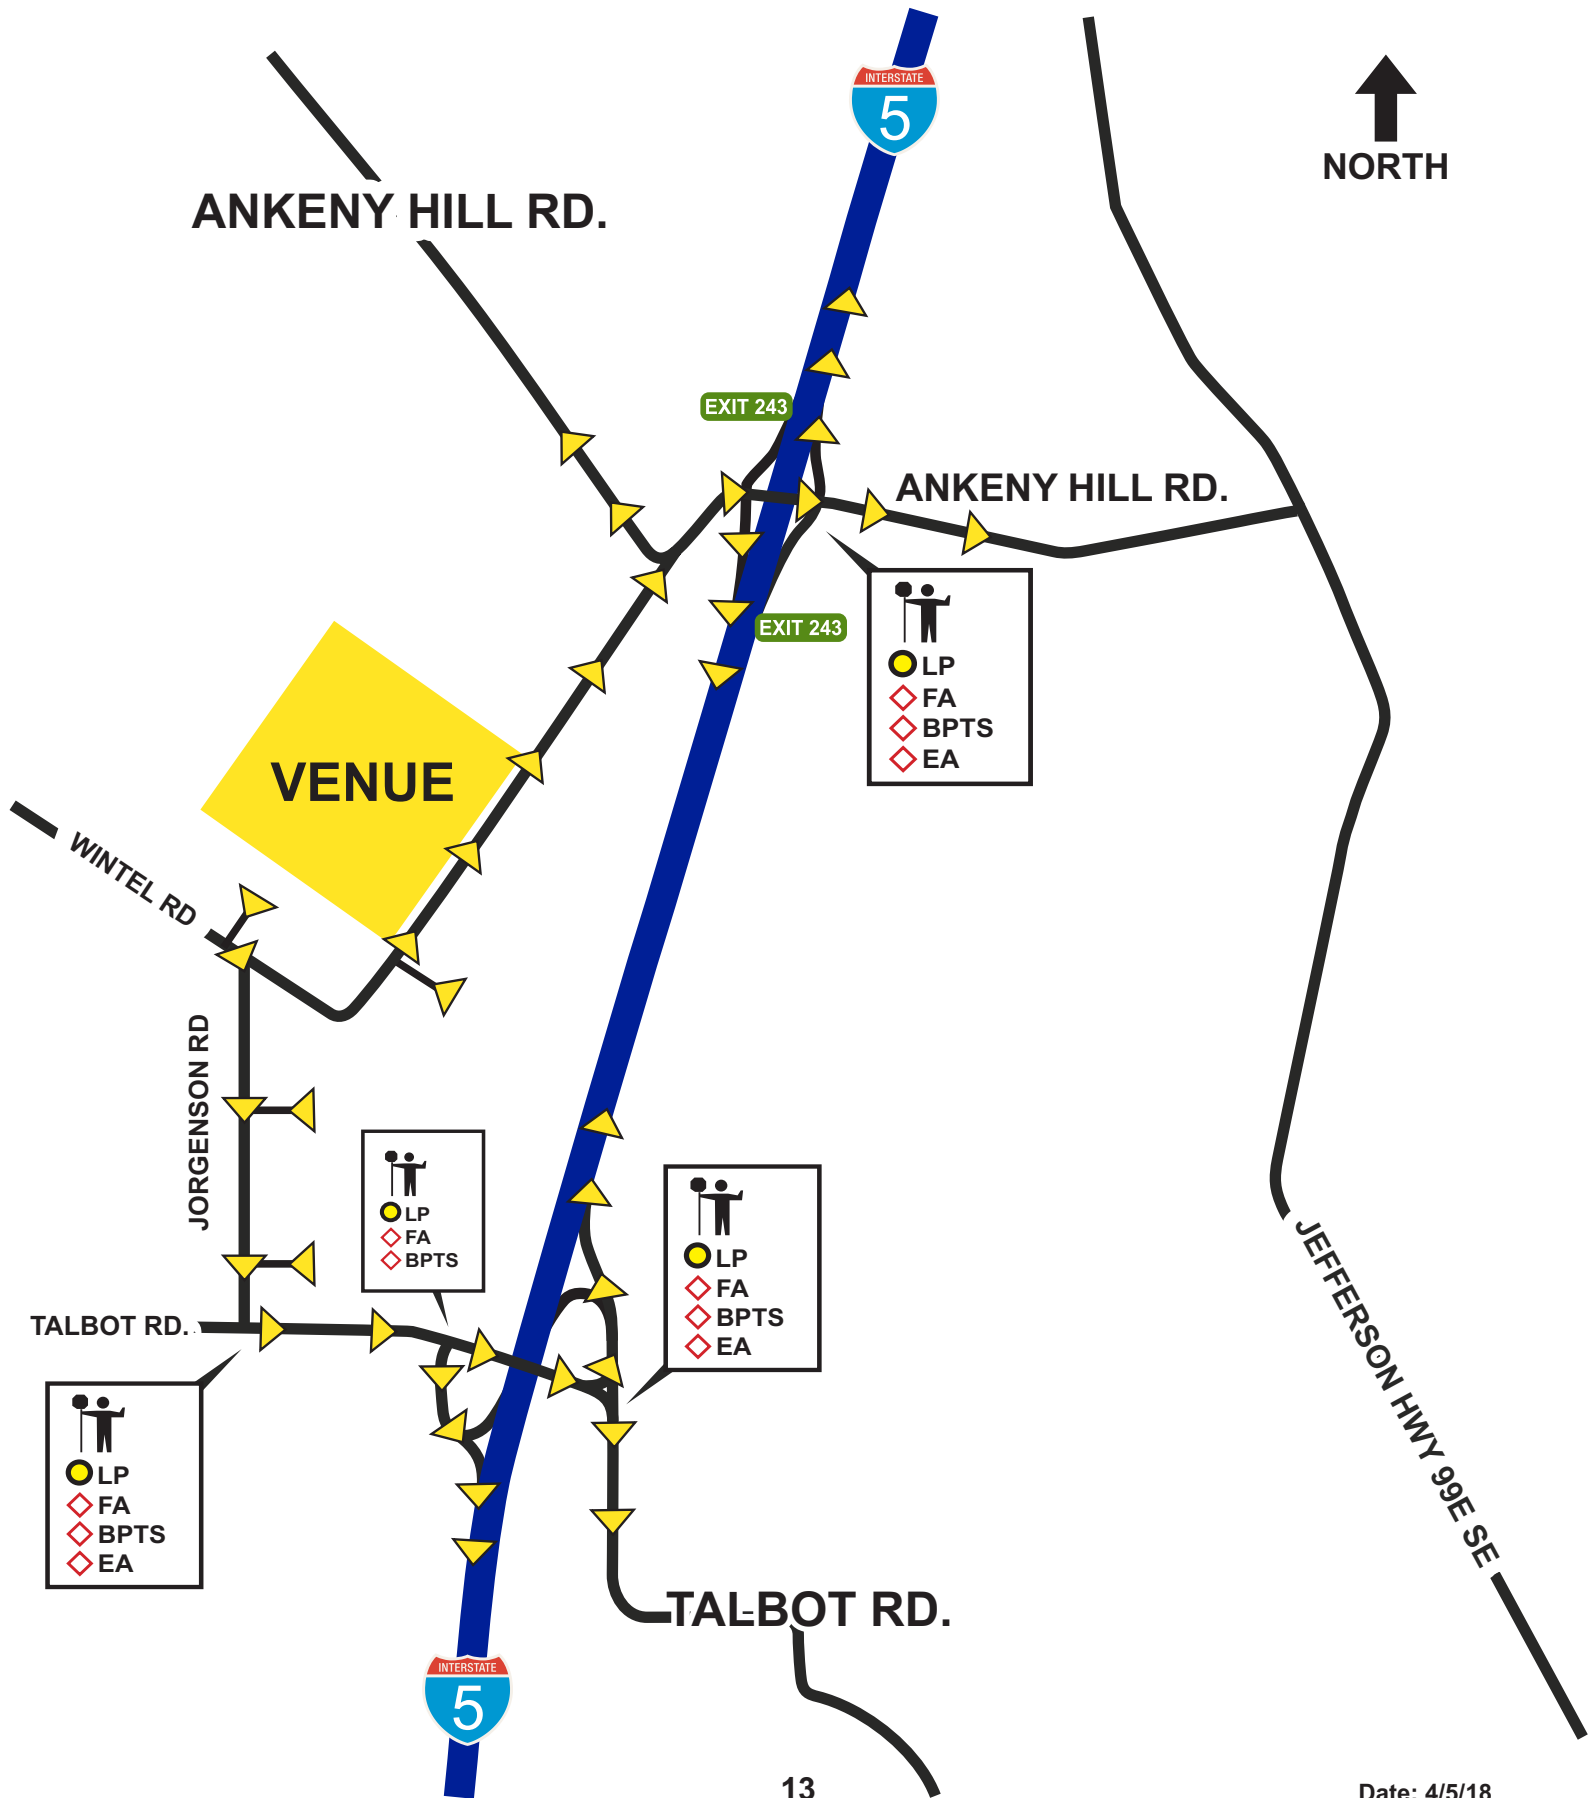 INTERSTATE
5
NORTH
ANKENY HILL RD.
EXIT 243
ANKENY HILL RD.
EXIT 243
LP
FA
BPTS
EA
VENUE
WINTEL RD
JORGENSON RD
LP
FA
BPTS
LP
FA
BPTS
EA
TALBOT RD.
LP
FA
BPTS
EA
JEFFERSON HWY 99E SE
TALBOT RD.
INTERSTATE
5
13
Date: 4/5/18